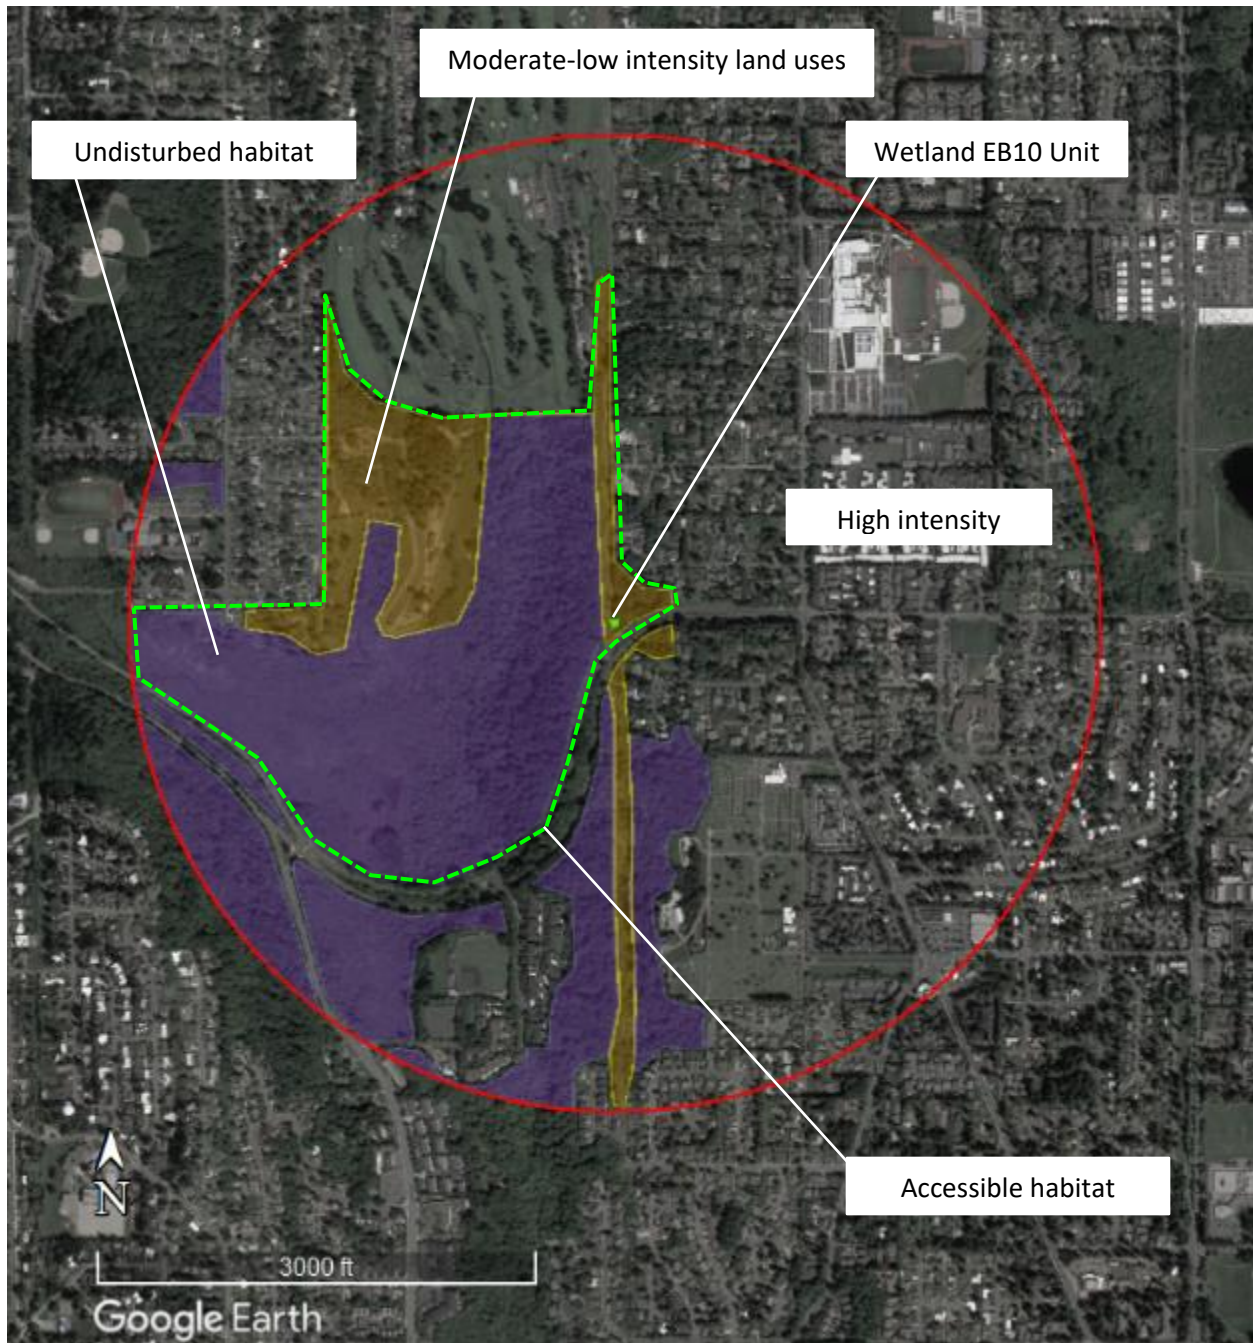 Moderate-low intensity land uses
Undisturbed habitat
Wetland EB10 Unit
High intensity
Accessible habitat
N
3000 ft
Google Earth